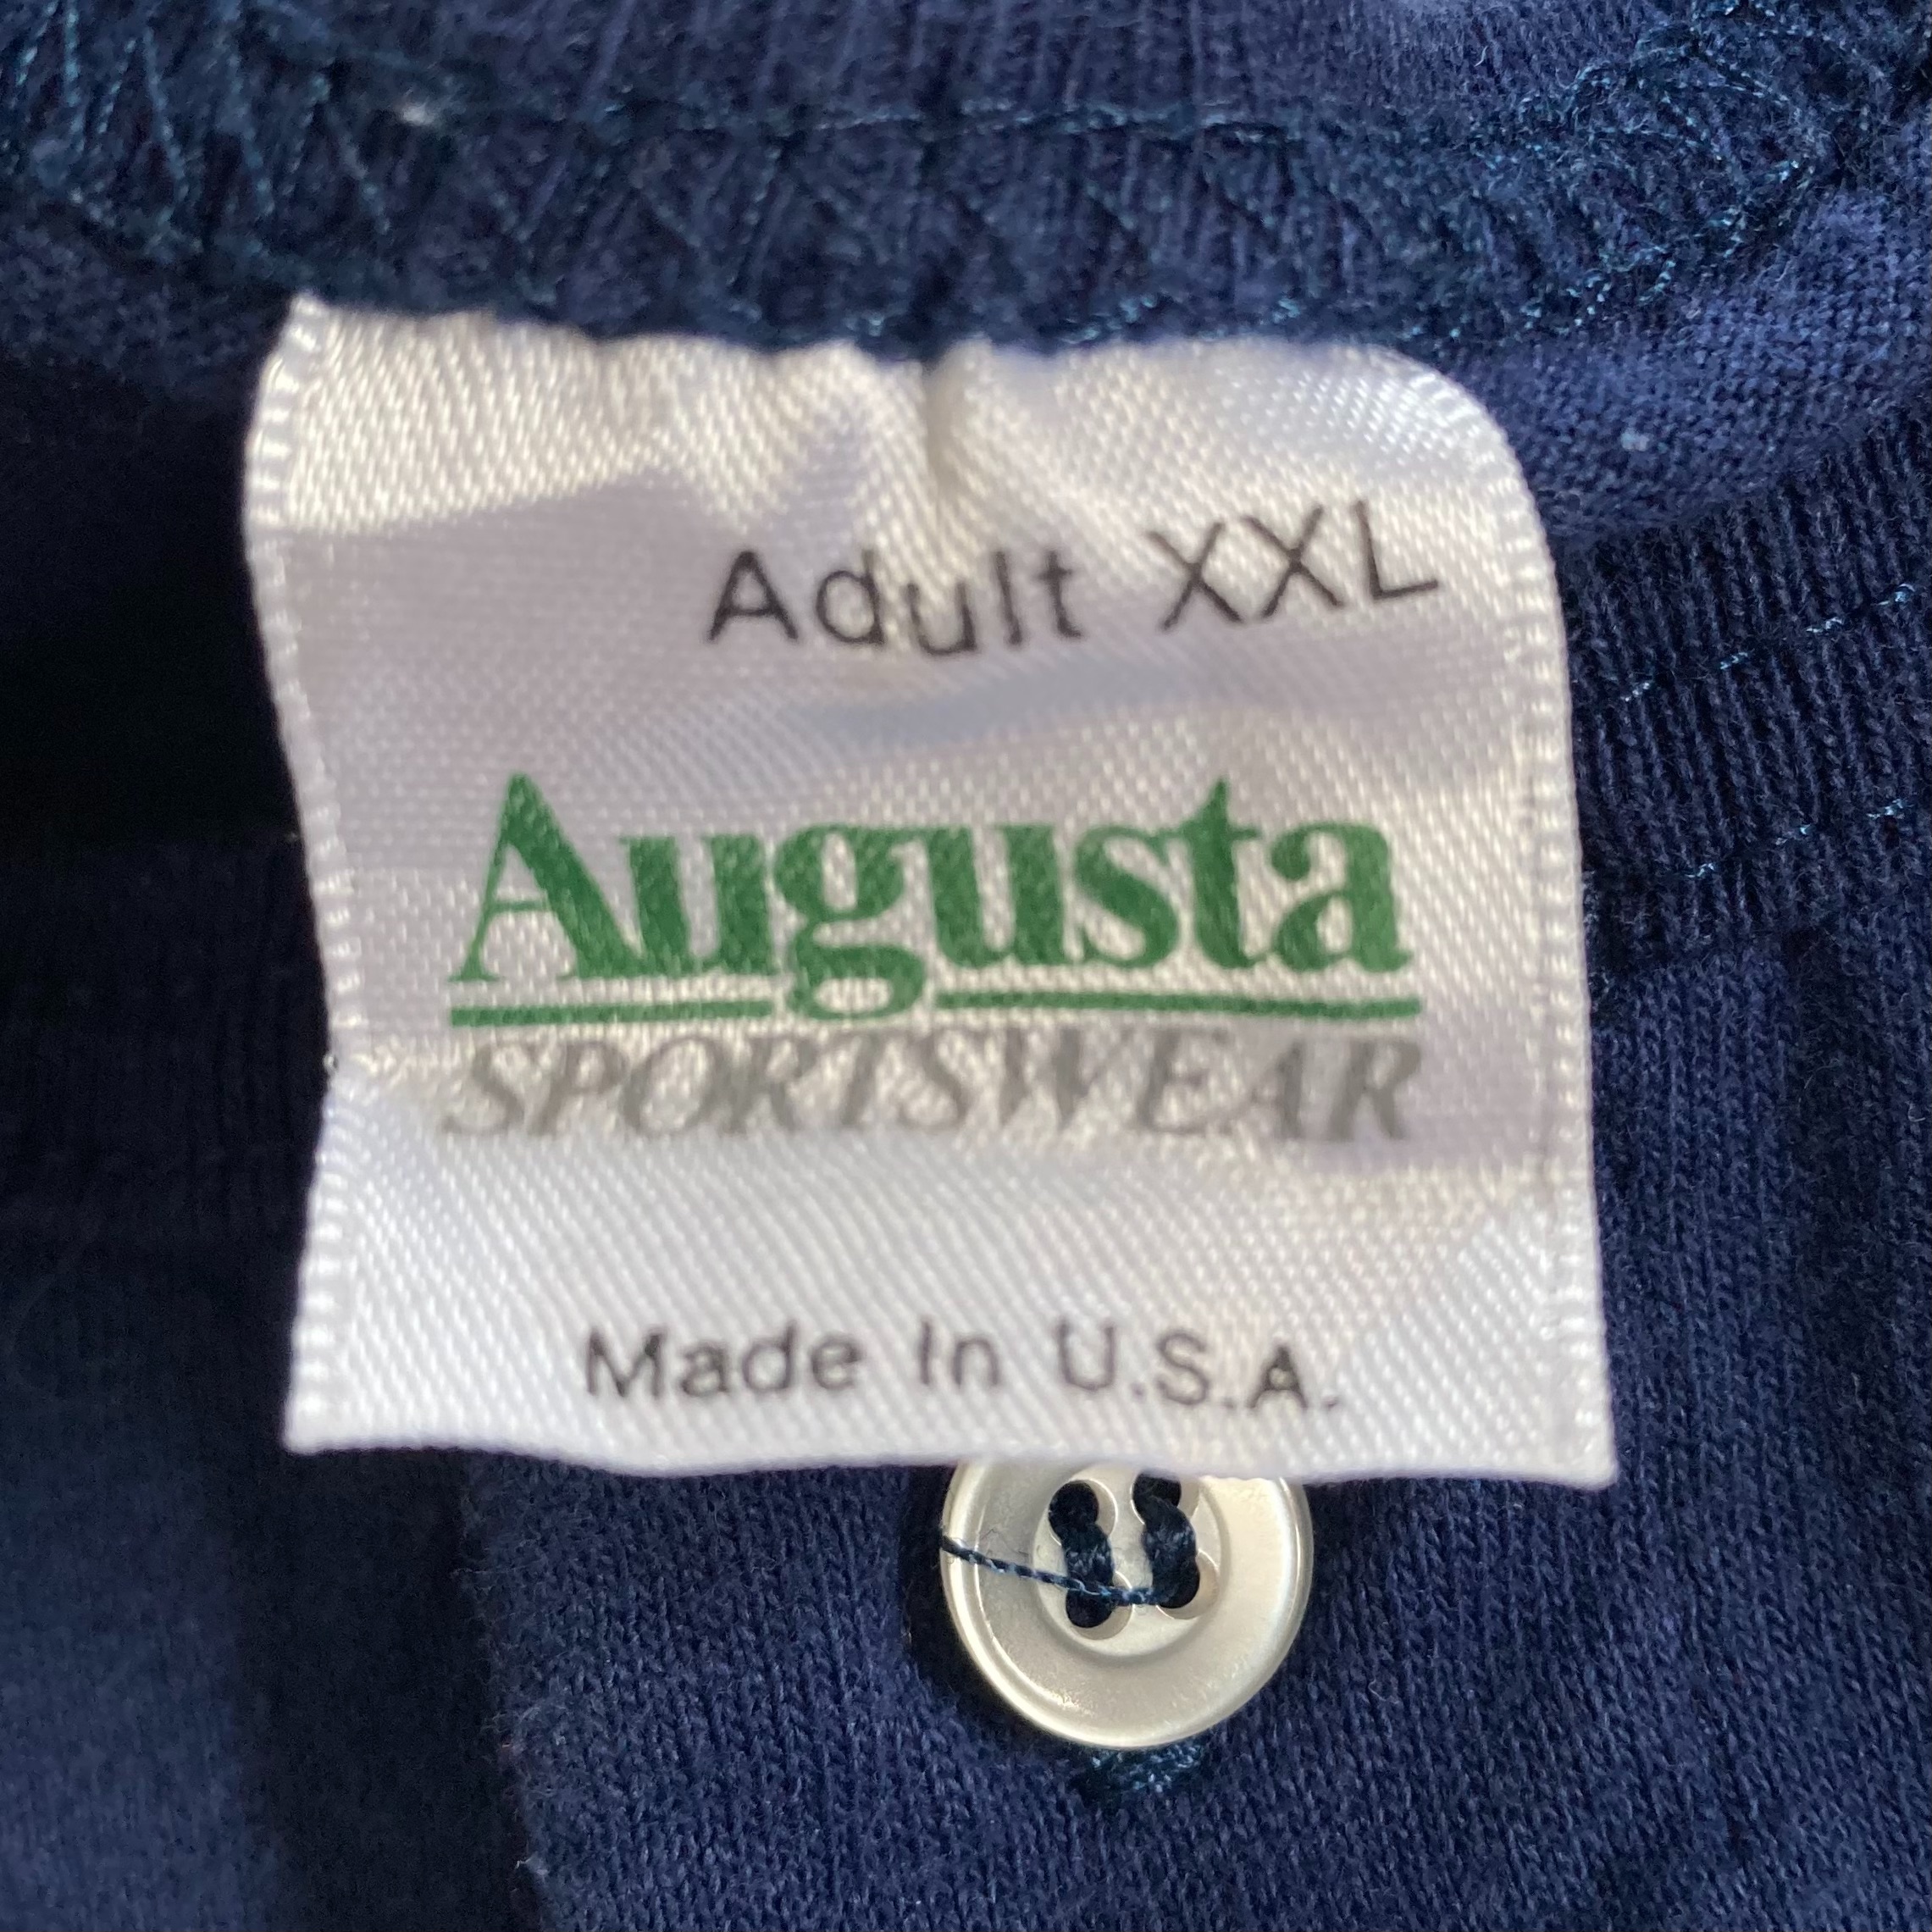 Adult XXL
Augusta
SPORTSWEAR
Made In U.S.A.